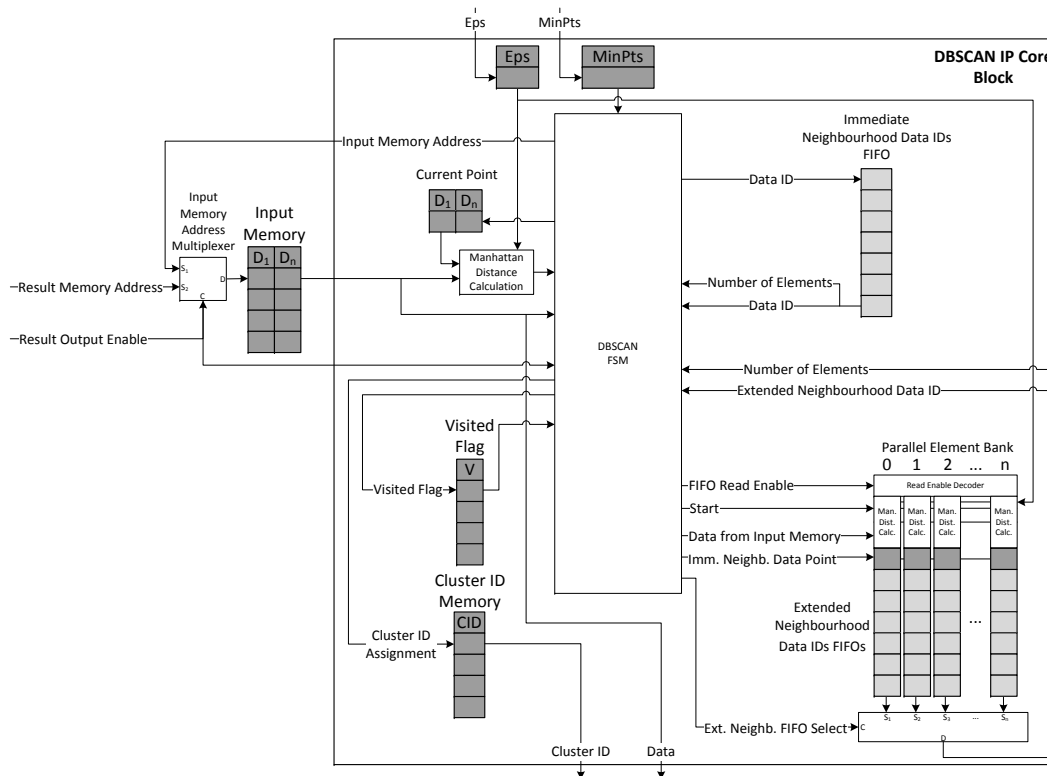 Eps
MinPts
Eps
MinPts
DBSCAN IP Core
Block
Input Memory Address
Immediate
Neighbourhood Data IDs
FIFO
Data ID
Current Point
D1 Dn
Input
Memory
Address
Multiplexer
Input
Memory
D1 Dn
S1
S2
D
C
Manhattan
Distance
Calculation
Result Memory Address
Result Output Enable
Number of Elements
Data ID
DBSCAN
FSM
Number of Elements
Extended Neighbourhood Data ID
Visited
Flag
V
Visited Flag
Parallel Element Bank
0 1 2 ... n
Read Enable Decoder
FIFO Read Enable
Start
Man.
Dist.
Calc.
Man.
Dist.
Calc.
Man.
Dist.
Calc.
Man.
Dist.
Calc.
Data from Input Memory
Imm. Neighb. Data Point
Cluster ID
Memory
CID
Cluster ID
Assignment
Extended
Neighbourhood
Data IDs FIFOs
...
Ext. Neighb. FIFO Select
C
S1 S2 S3 ... Sn
D
Cluster ID
Data